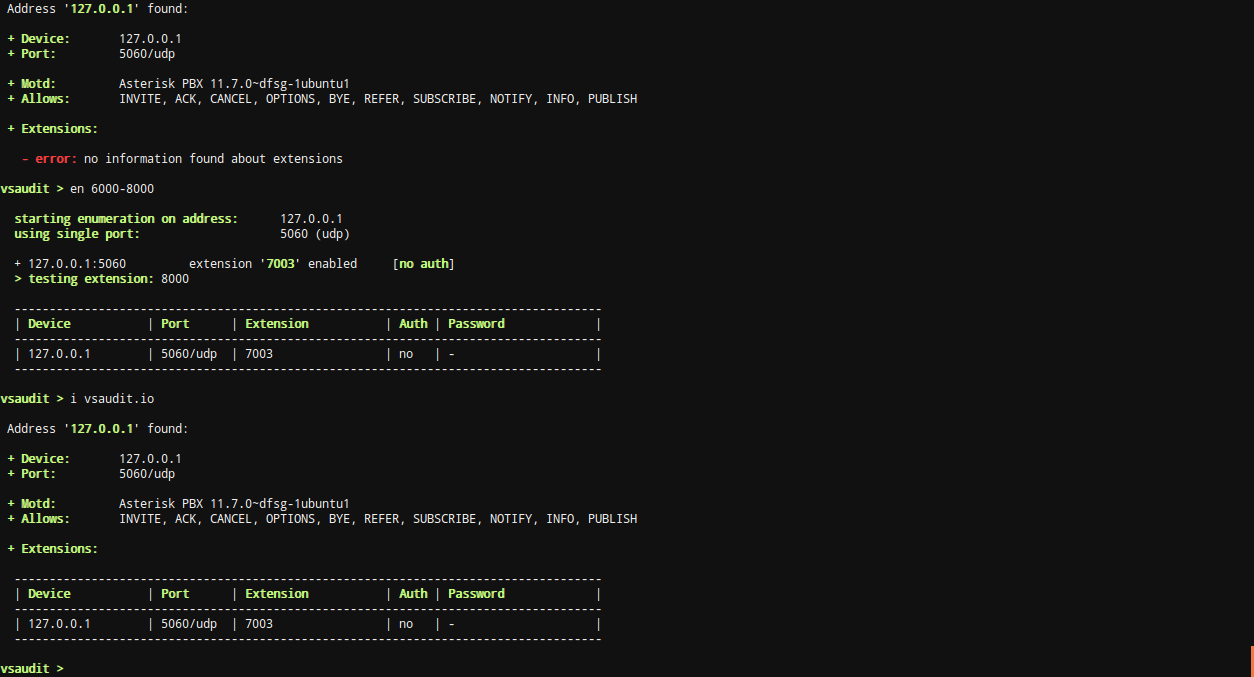 Address '127.0.0.1' found:
+ Device: 127.0.0.1
+ Port: 5060/udp
+ Motd: Asterisk PBX 11.7.0~dfsg-1ubuntu1
+ Allows: INVITE, ACK, CANCEL, OPTIONS, BYE, REFER, SUBSCRIBE, NOTIFY, INFO, PUBLISH
+ Extensions:
- error: no information found about extensions
vsaudit > en 6000-8000
starting enumeration on address: 127.0.0.1
using single port: 5060 (udp)
+ 127.0.0.1:5060 extension '7003' enabled [no auth]
> testing extension: 8000
------------------------------------------------------------------------------------
| Device | Port | Extension | Auth | Password |
------------------------------------------------------------------------------------
| 127.0.0.1 | 5060/udp | 7003 | no | - |
------------------------------------------------------------------------------------
vsaudit > i vsaudit.io
Address '127.0.0.1' found:
+ Device: 127.0.0.1
+ Port: 5060/udp
+ Motd: Asterisk PBX 11.7.0~dfsg-1ubuntu1
+ Allows: INVITE, ACK, CANCEL, OPTIONS, BYE, REFER, SUBSCRIBE, NOTIFY, INFO, PUBLISH
+ Extensions:
------------------------------------------------------------------------------------
| Device | Port | Extension | Auth | Password |
------------------------------------------------------------------------------------
| 127.0.0.1 | 5060/udp | 7003 | no | - |
------------------------------------------------------------------------------------
vsaudit >